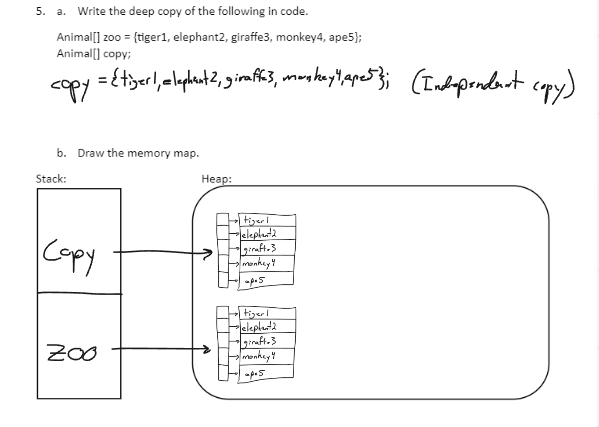 5. a. Write the deep copy of the following in code.
Animal[] zoo = {tiger1, elephant2, giraffe3, monkey4, ape5};
Animal[] copy;
copy = {tiger1, elephant2, giraffe3, monkey4, ape5}; (Independent copy)
b. Draw the memory map.
Stack: Heap:
Copy
tiger1
elephant2
giraffe3
monkey4
ape5
zoo
tiger1
elephant2
giraffe3
monkey4
ape5